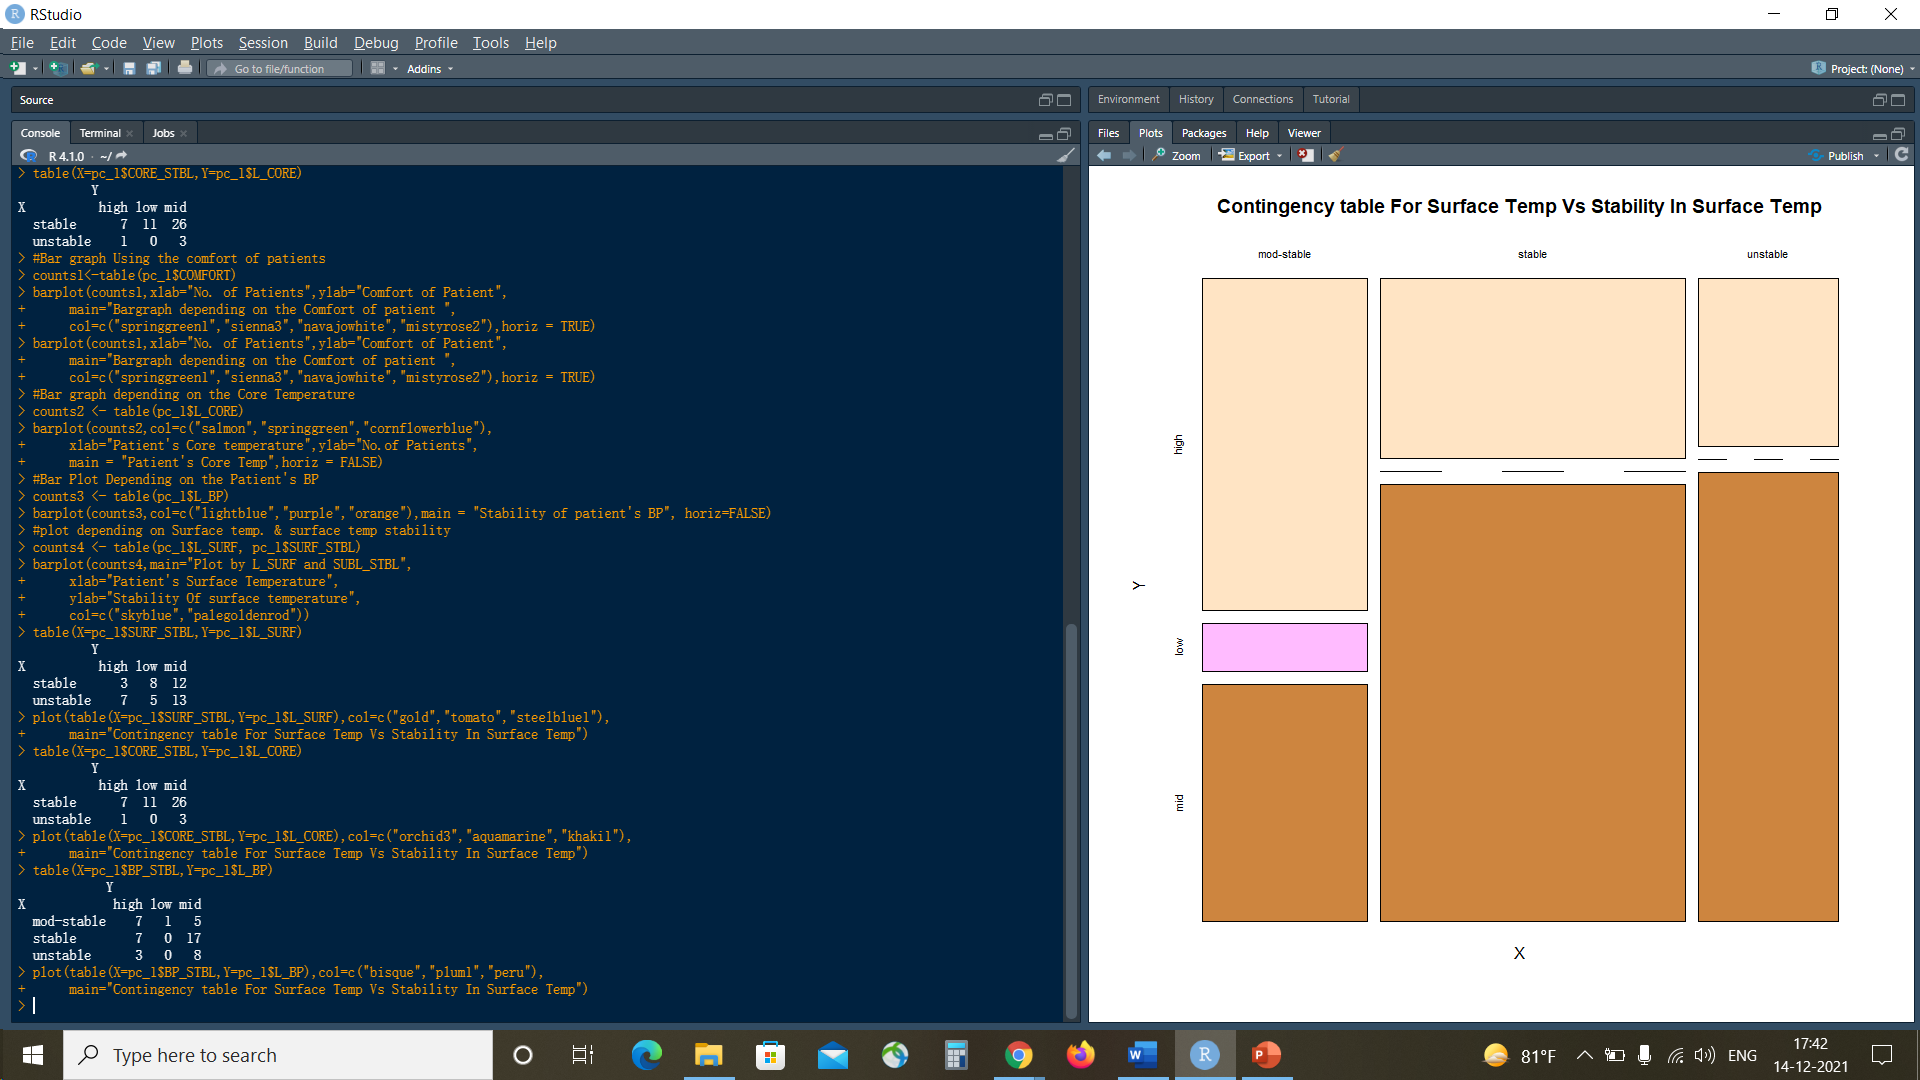 RStudio
File Edit Code View Plots Session Build Debug Profile Tools Help
Go to file/function Addins Project: (None)
Source
Console Terminal Jobs
R 4.1.0 · ~/
> table(X=pc_1$CORE_STBL,Y=pc_1$L_CORE)
Y
X high low mid
stable 7 11 26
unstable 1 0 3
> #Bar graph Using the comfort of patients
> counts1<-table(pc_1$COMFORT)
> barplot(counts1,xlab="No. of Patients",ylab="Comfort of Patient",
+ main="Bargraph depending on the Comfort of patient ",
+ col=c("springgreen1","sienna3","navajowhite","mistyrose2"),horiz = TRUE)
> barplot(counts1,xlab="No. of Patients",ylab="Comfort of Patient",
+ main="Bargraph depending on the Comfort of patient ",
+ col=c("springgreen1","sienna3","navajowhite","mistyrose2"),horiz = TRUE)
> #Bar graph depending on the Core Temperature
> counts2 <- table(pc_1$L_CORE)
> barplot(counts2,col=c("salmon","springgreen","cornflowerblue"),
+ xlab="Patient's Core temperature",ylab="No.of Patients",
+ main = "Patient's Core Temp",horiz = FALSE)
> #Bar Plot Depending on the Patient's BP
> counts3 <- table(pc_1$L_BP)
> barplot(counts3,col=c("lightblue","purple","orange"),main = "Stability of patient's BP", horiz=FALSE)
> #plot depending on Surface temp. & surface temp stability
> counts4 <- table(pc_1$L_SURF, pc_1$SURF_STBL)
> barplot(counts4,main="Plot by L_SURF and SUBL_STBL",
+ xlab="Patient's Surface Temperature",
+ ylab="Stability Of surface temperature",
+ col=c("skyblue","palegoldenrod"))
> table(X=pc_1$SURF_STBL,Y=pc_1$L_SURF)
Y
X high low mid
stable 3 8 12
unstable 7 5 13
> plot(table(X=pc_1$SURF_STBL,Y=pc_1$L_SURF),col=c("gold","tomato","steelblue1"),
+ main="Contingency table For Surface Temp Vs Stability In Surface Temp")
> table(X=pc_1$CORE_STBL,Y=pc_1$L_CORE)
Y
X high low mid
stable 7 11 26
unstable 1 0 3
> plot(table(X=pc_1$CORE_STBL,Y=pc_1$L_CORE),col=c("orchid3","aquamarine","khaki1"),
+ main="Contingency table For Surface Temp Vs Stability In Surface Temp")
> table(X=pc_1$BP_STBL,Y=pc_1$L_BP)
Y
X high low mid
mod-stable 7 1 5
stable 7 0 17
unstable 3 0 8
> plot(table(X=pc_1$BP_STBL,Y=pc_1$L_BP),col=c("bisque","plum1","peru"),
+ main="Contingency table For Surface Temp Vs Stability In Surface Temp")
>
Environment History Connections Tutorial
Files Plots Packages Help Viewer
Zoom Export Publish
Contingency table For Surface Temp Vs Stability In Surface Temp
mod-stable stable unstable
high
Y
low
mid
X
Type here to search
81°F ENG
17:42
14-12-2021